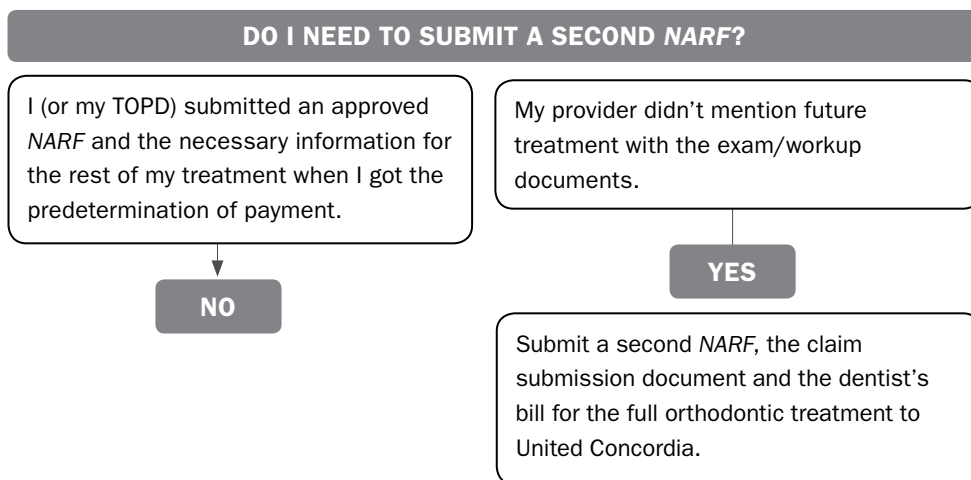 DO I NEED TO SUBMIT A SECOND NARF?
I (or my TOPD) submitted an approved
NARF and the necessary information for
the rest of my treatment when I got the
predetermination of payment.
NO
My provider didn’t mention future
treatment with the exam/workup
documents.
YES
Submit a second NARF, the claim
submission document and the dentist’s
bill for the full orthodontic treatment to
United Concordia.